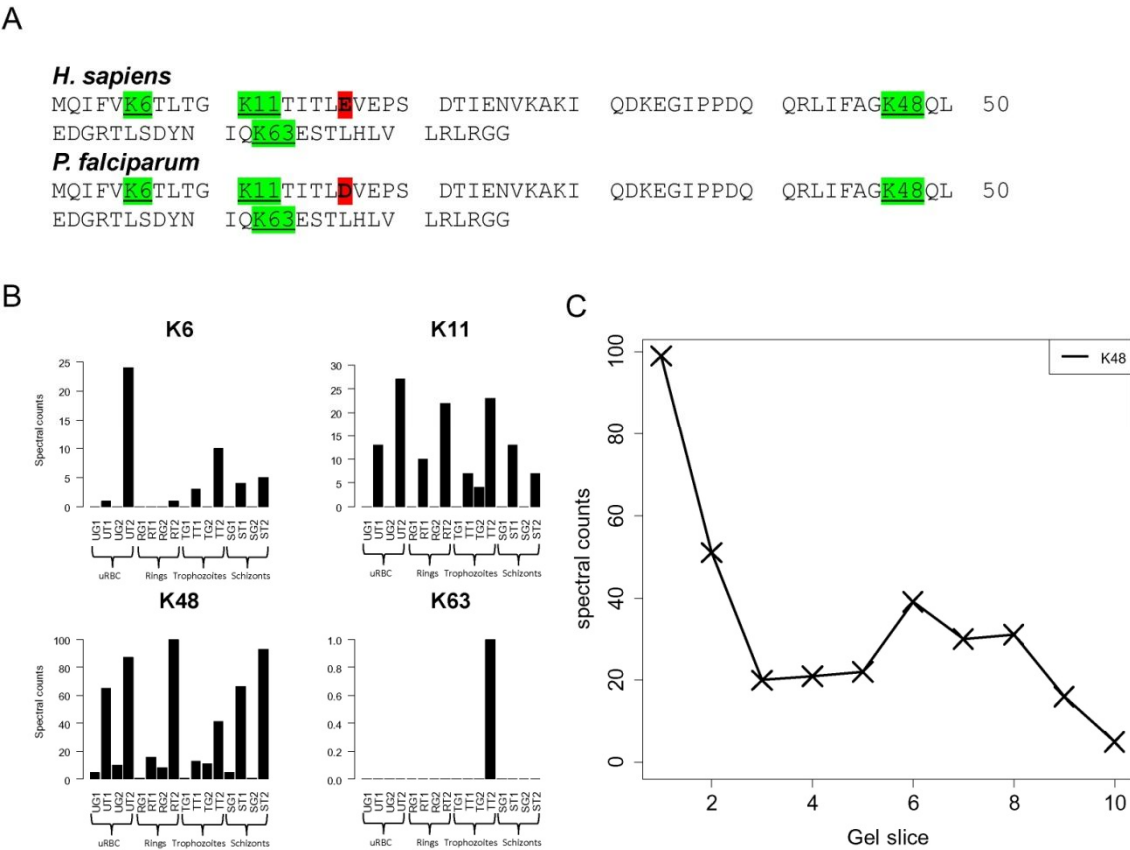 A
H. sapiens
MQIFVK6TLTG K11TITLEVEPS DTIENVKAKI QDKEGIPPDQ QRLIFAGK48QL 50
EDGRTLSDYN IQK63ESTLHLV LRLRGG
P. falciparum
MQIFVK6TLTG K11TITLDVEPS DTIENVKAKI QDKEGIPPDQ QRLIFAGK48QL 50
EDGRTLSDYN IQK63ESTLHLV LRLRGG
B
K6
Spectral counts
25
20
15
10
5
0
UG1 UT1 UG2 UT2 RG1 RT1 RG2 RT2 TG1 TT1 TG2 TT2 SG1 ST1 SG2 ST2
uRBC Rings Trophozoites Schizonts
K11
30
25
20
15
10
5
0
UG1 UT1 UG2 UT2 RG1 RT1 RG2 RT2 TG1 TT1 TG2 TT2 SG1 ST1 SG2 ST2
uRBC Rings Trophozoites Schizonts
K48
Spectral counts
100
80
60
40
20
0
UG1 UT1 UG2 UT2 RG1 RT1 RG2 RT2 TG1 TT1 TG2 TT2 SG1 ST1 SG2 ST2
uRBC Rings Trophozoites Schizonts
K63
1.0
0.8
0.6
0.4
0.2
0.0
UG1 UT1 UG2 UT2 RG1 RT1 RG2 RT2 TG1 TT1 TG2 TT2 SG1 ST1 SG2 ST2
uRBC Rings Trophozoites Schizonts
C
K48
spectral counts
100
80
60
40
20
0
2 4 6 8 10
Gel slice